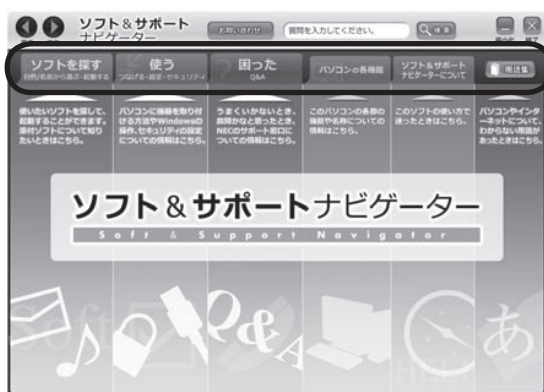 ソフト&サポート
ナビゲーター
お問い合わせ
質問を入力してください。
検索
最小化 終了
ソフトを探す
目的/名前から選ぶ・起動する
使う
つなげる・設定・セキュリティ
困った
Q&A
パソコンの各機能
ソフト&サポート
ナビゲーターについて
用語集
使いたいソフトを探して、
起動することができます。
添付ソフトについて知り
たいときはこちら。
パソコンに機器を取り付
ける方法やWindowsの
操作、セキュリティの設定
についての情報はこちら。
うまくいかないとき、
故障かなと思ったとき、
NECのサポート窓口に
ついての情報はこちら。
このパソコンの各部の
機能や名称についての
情報はこちら。
このソフトの使い方で
迷ったときはこちら。
パソコンやインタ
ーネットについて、
わからない用語が
あったときはこちら。
ソフト&サポートナビゲーター
Soft & Support Navigator
Soft
Q&A
HELP
あ